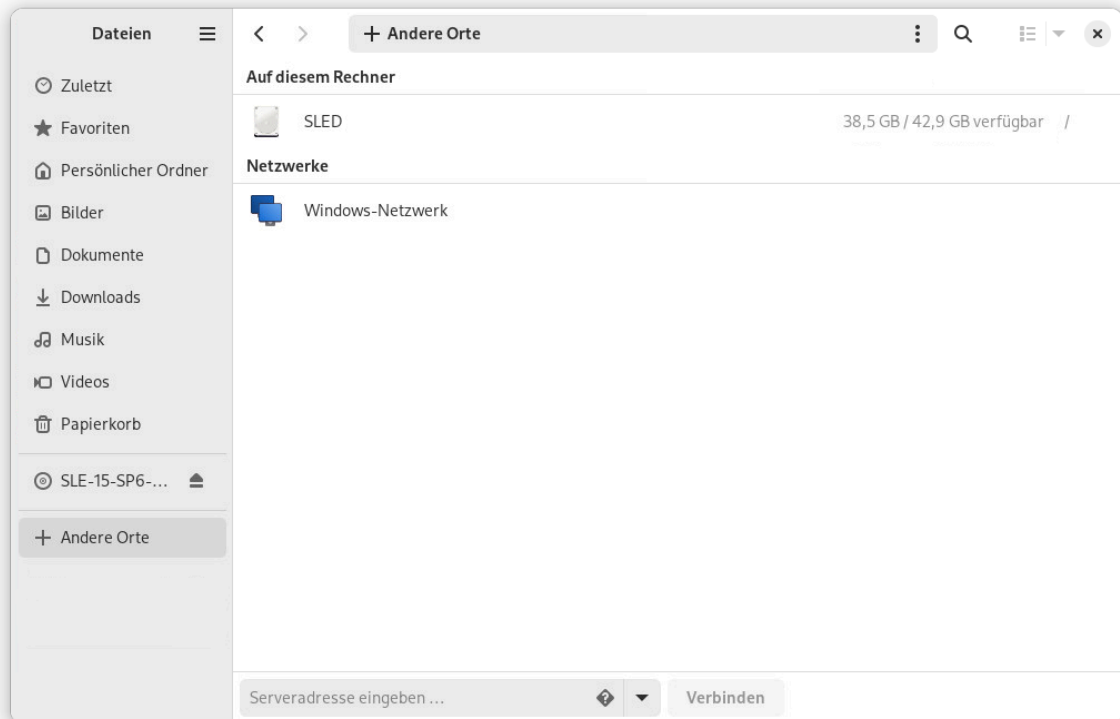 Dateien
Andere Orte
Zuletzt
Favoriten
Persönlicher Ordner
Bilder
Dokumente
Downloads
Musik
Videos
Papierkorb
SLE-15-SP6-...
Andere Orte
Auf diesem Rechner
SLED 38,5 GB / 42,9 GB verfügbar /
Netzwerke
Windows-Netzwerk
Serveradresse eingeben ... Verbinden